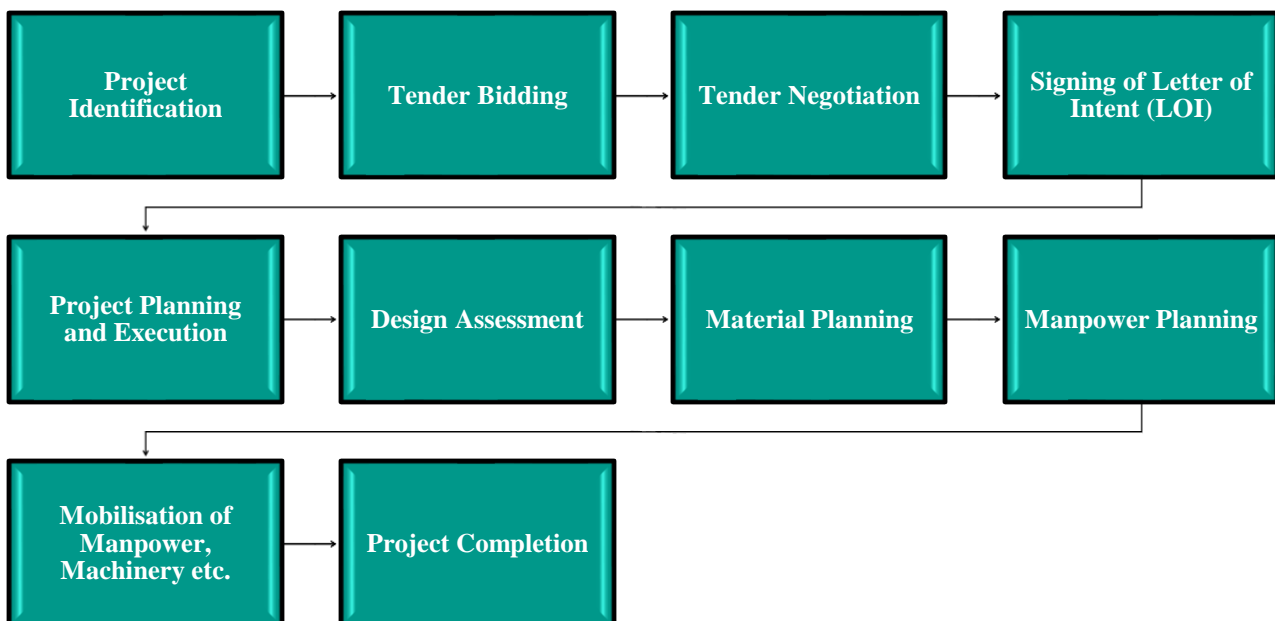 Project
Identification
Tender Bidding
Tender Negotiation
Signing of Letter of
Intent (LOI)
Project Planning
and Execution
Design Assessment
Material Planning
Manpower Planning
Mobilisation of
Manpower,
Machinery etc.
Project Completion